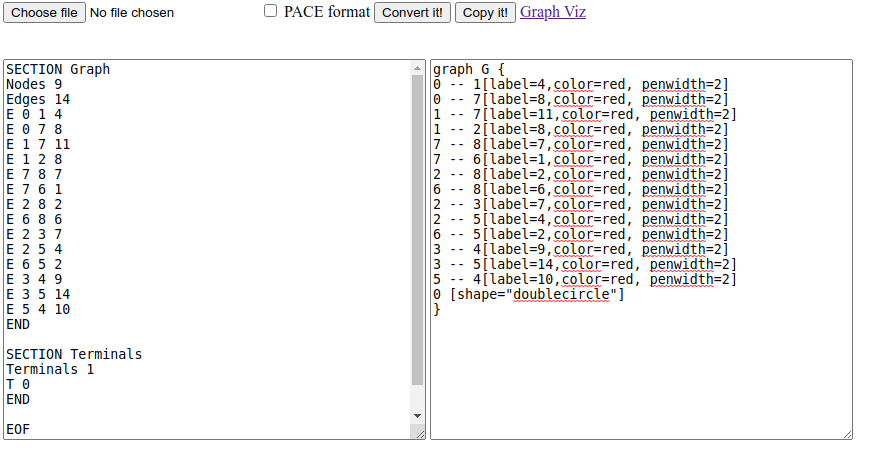 Choose file No file chosen PACE format Convert it! Copy it! Graph Viz
SECTION Graph
Nodes 9
Edges 14
E 0 1 4
E 0 7 8
E 1 7 11
E 1 2 8
E 7 8 7
E 7 6 1
E 2 8 2
E 6 8 6
E 2 3 7
E 2 5 4
E 6 5 2
E 3 4 9
E 3 5 14
E 5 4 10
END
SECTION Terminals
Terminals 1
T 0
END
EOF
graph G {
0 -- 1[label=4,color=red, penwidth=2]
0 -- 7[label=8,color=red, penwidth=2]
1 -- 7[label=11,color=red, penwidth=2]
1 -- 2[label=8,color=red, penwidth=2]
7 -- 8[label=7,color=red, penwidth=2]
7 -- 6[label=1,color=red, penwidth=2]
2 -- 8[label=2,color=red, penwidth=2]
6 -- 8[label=6,color=red, penwidth=2]
2 -- 3[label=7,color=red, penwidth=2]
2 -- 5[label=4,color=red, penwidth=2]
6 -- 5[label=2,color=red, penwidth=2]
3 -- 4[label=9,color=red, penwidth=2]
3 -- 5[label=14,color=red, penwidth=2]
5 -- 4[label=10,color=red, penwidth=2]
0 [shape="doublecircle"]
}